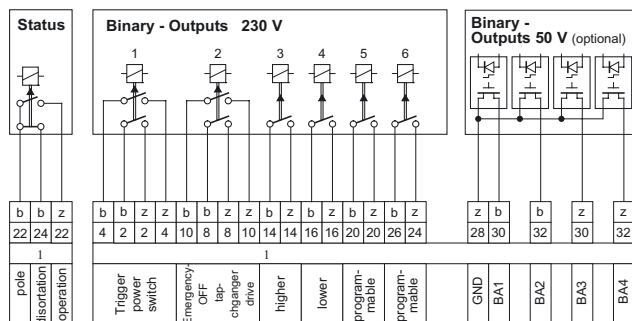 Status
Binary - Outputs 230 V
Binary -
Outputs 50 V (optional)
1 2 3 4 5 6
b b z b b z z b b z z b z b z b z b z z b b z z
22 24 22 4 2 2 4 10 8 8 10 14 14 16 16 20 20 26 24 28 30 32 30 32
1 1
pole
disortation
operation
Trigger
power
switch
Emergency-
OFF
tap-
chganger
drive
higher
lower
program-
mable
program-
mable
GND
BA1
BA2
BA3
BA4